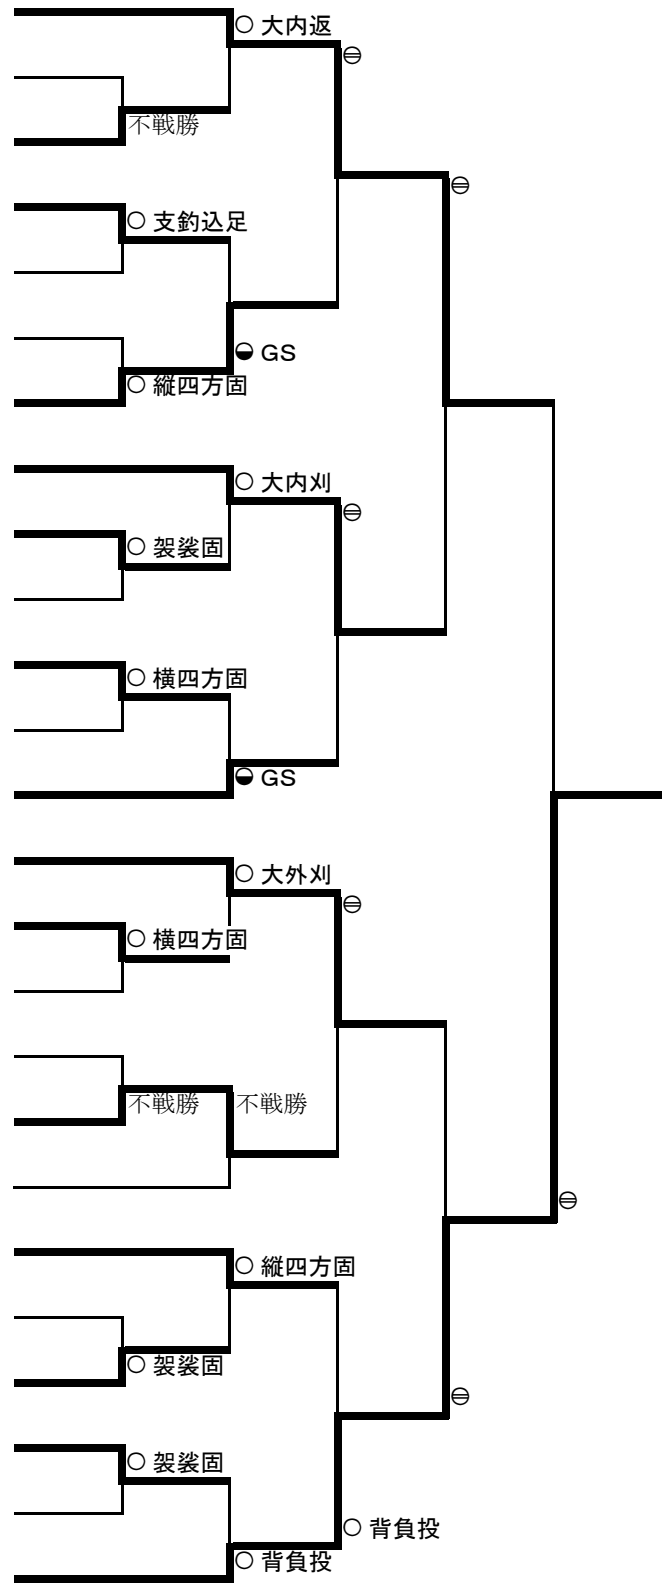 ○ 大内返
⊖
不戦勝
⊖
○ 支釣込足
◒ GS
○ 縦四方固
○ 大内刈
⊖
○ 袈裟固
○ 横四方固
◒ GS
○ 大外刈
⊖
○ 横四方固
不戦勝 不戦勝
⊖
○ 縦四方固
○ 袈裟固
⊖
○ 袈裟固
○ 背負投
○ 背負投